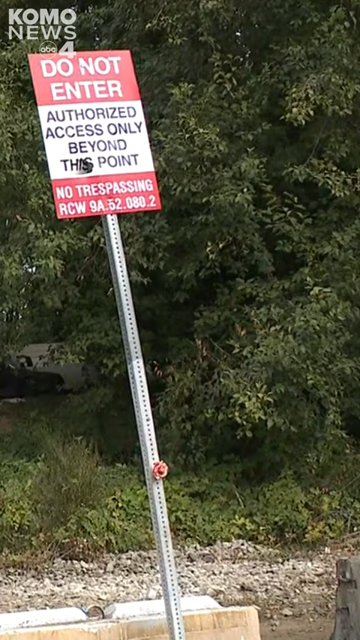 KOMO
NEWS
abc 4
DO NOT
ENTER
AUTHORIZED
ACCESS ONLY
BEYOND
THIS POINT
NO TRESPASSING
RCW 9A.52.080.2